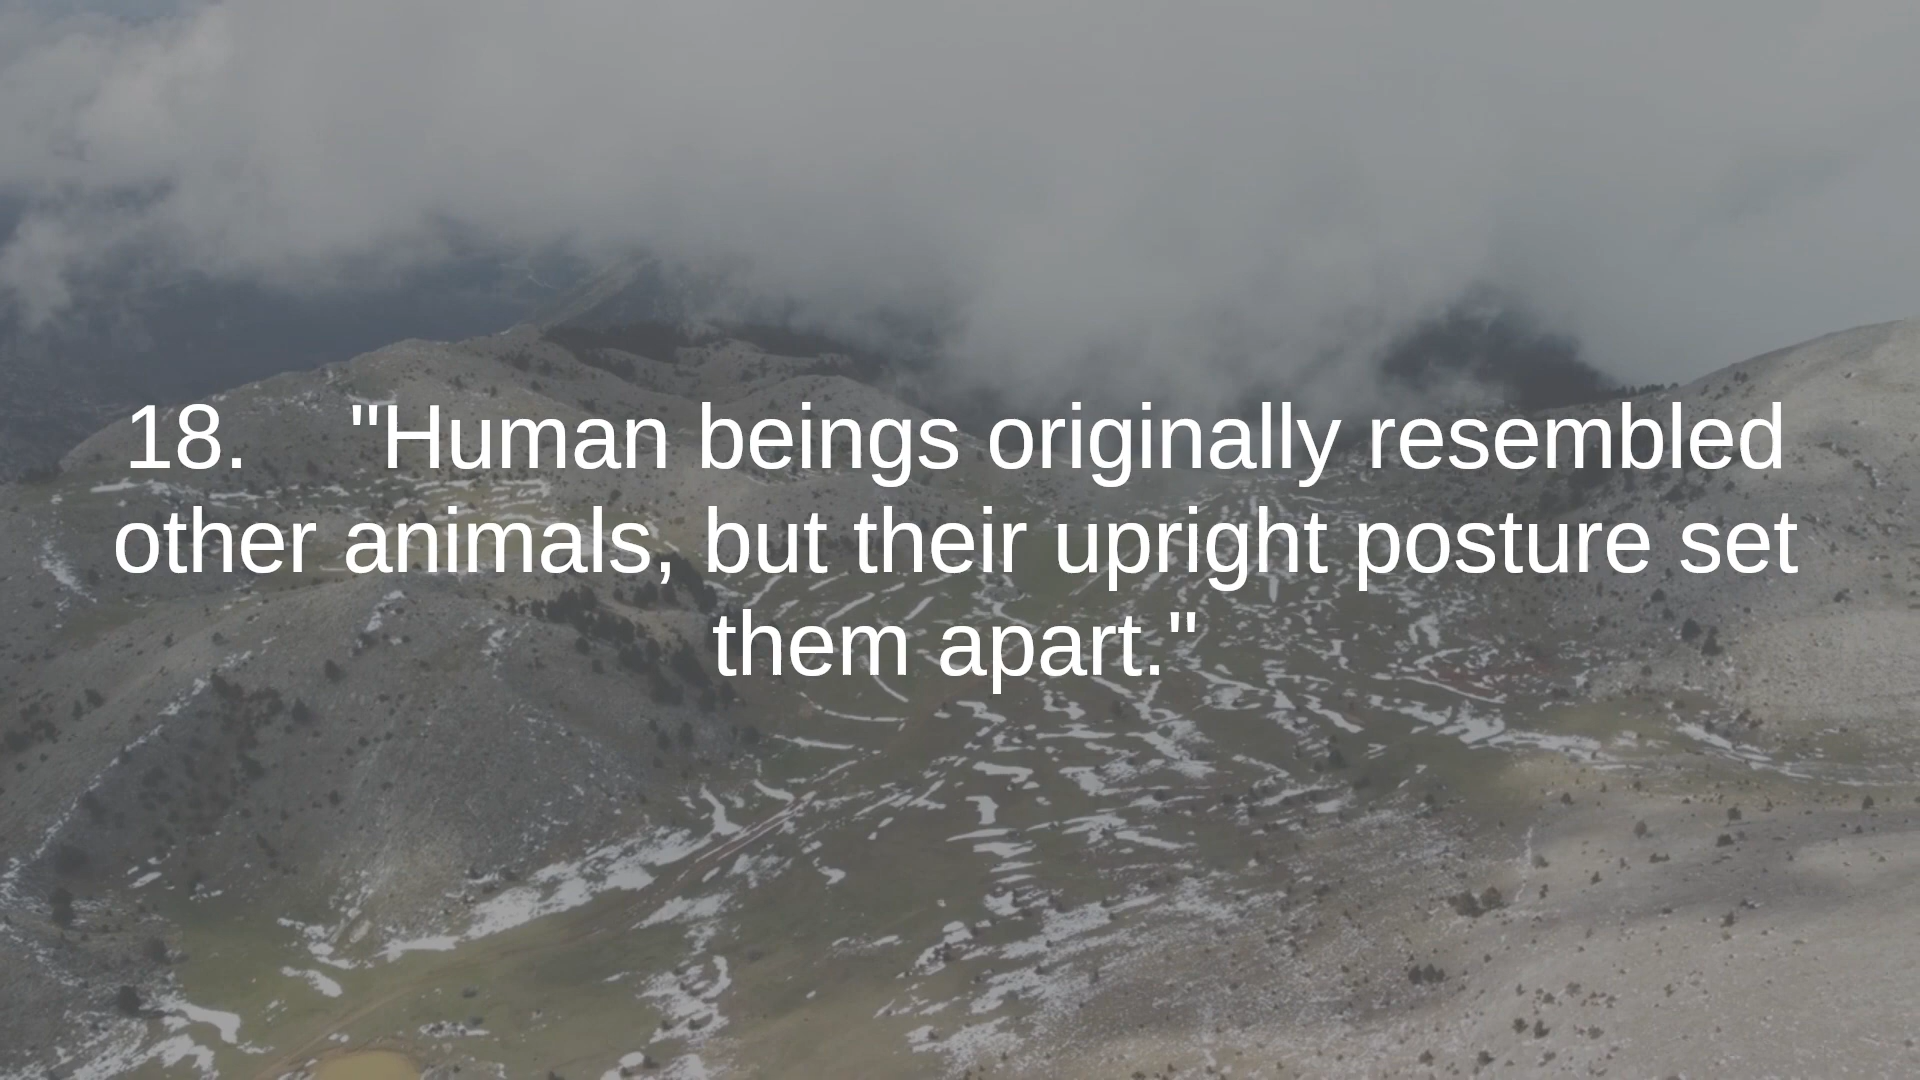 18. "Human beings originally resembled
other animals, but their upright posture set
them apart."